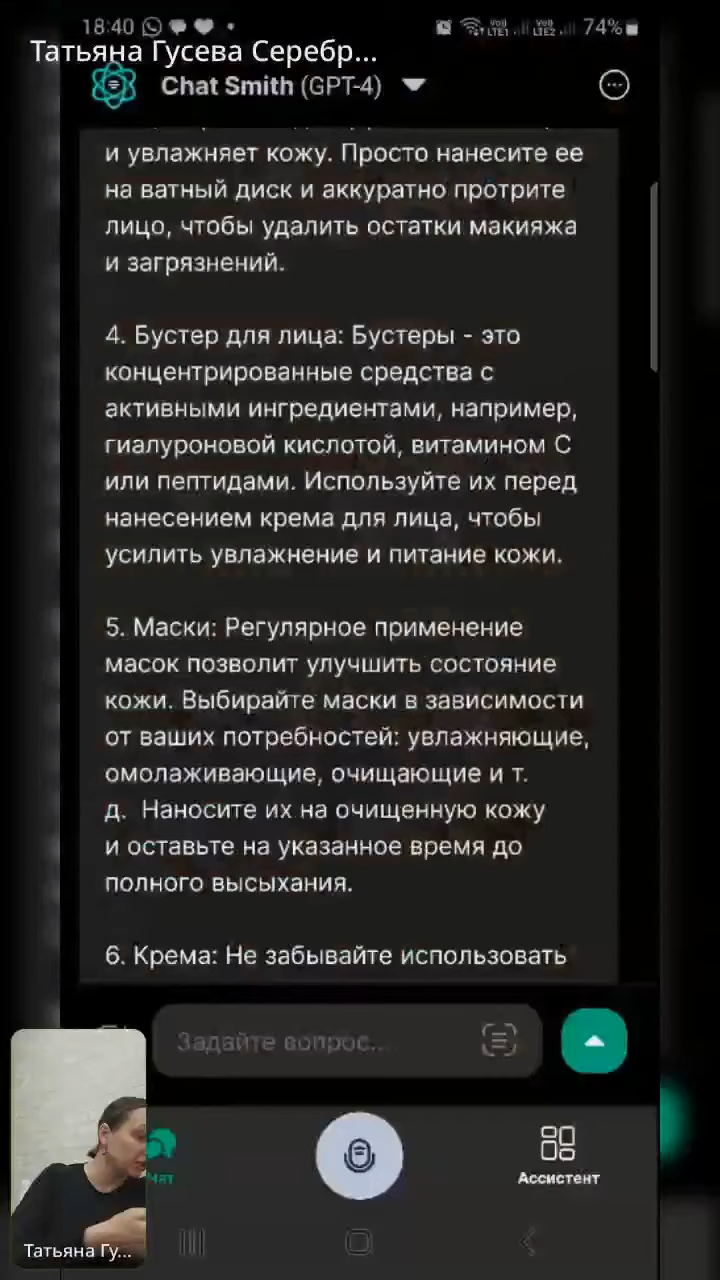 18:40
74%
Татьяна Гусева Серебр...
Chat Smith (GPT-4)
и увлажняет кожу. Просто нанесите ее
на ватный диск и аккуратно протрите
лицо, чтобы удалить остатки макияжа
и загрязнений.
4. Бустер для лица: Бустеры - это
концентрированные средства с
активными ингредиентами, например,
гиалуроновой кислотой, витамином С
или пептидами. Используйте их перед
нанесением крема для лица, чтобы
усилить увлажнение и питание кожи.
5. Маски: Регулярное применение
масок позволит улучшить состояние
кожи. Выбирайте маски в зависимости
от ваших потребностей: увлажняющие,
омолаживающие, очищающие и т.
д. Наносите их на очищенную кожу
и оставьте на указанное время до
полного высыхания.
6. Крема: Не забывайте использовать
Задайте вопрос...
Ассистент
Татьяна Гу...